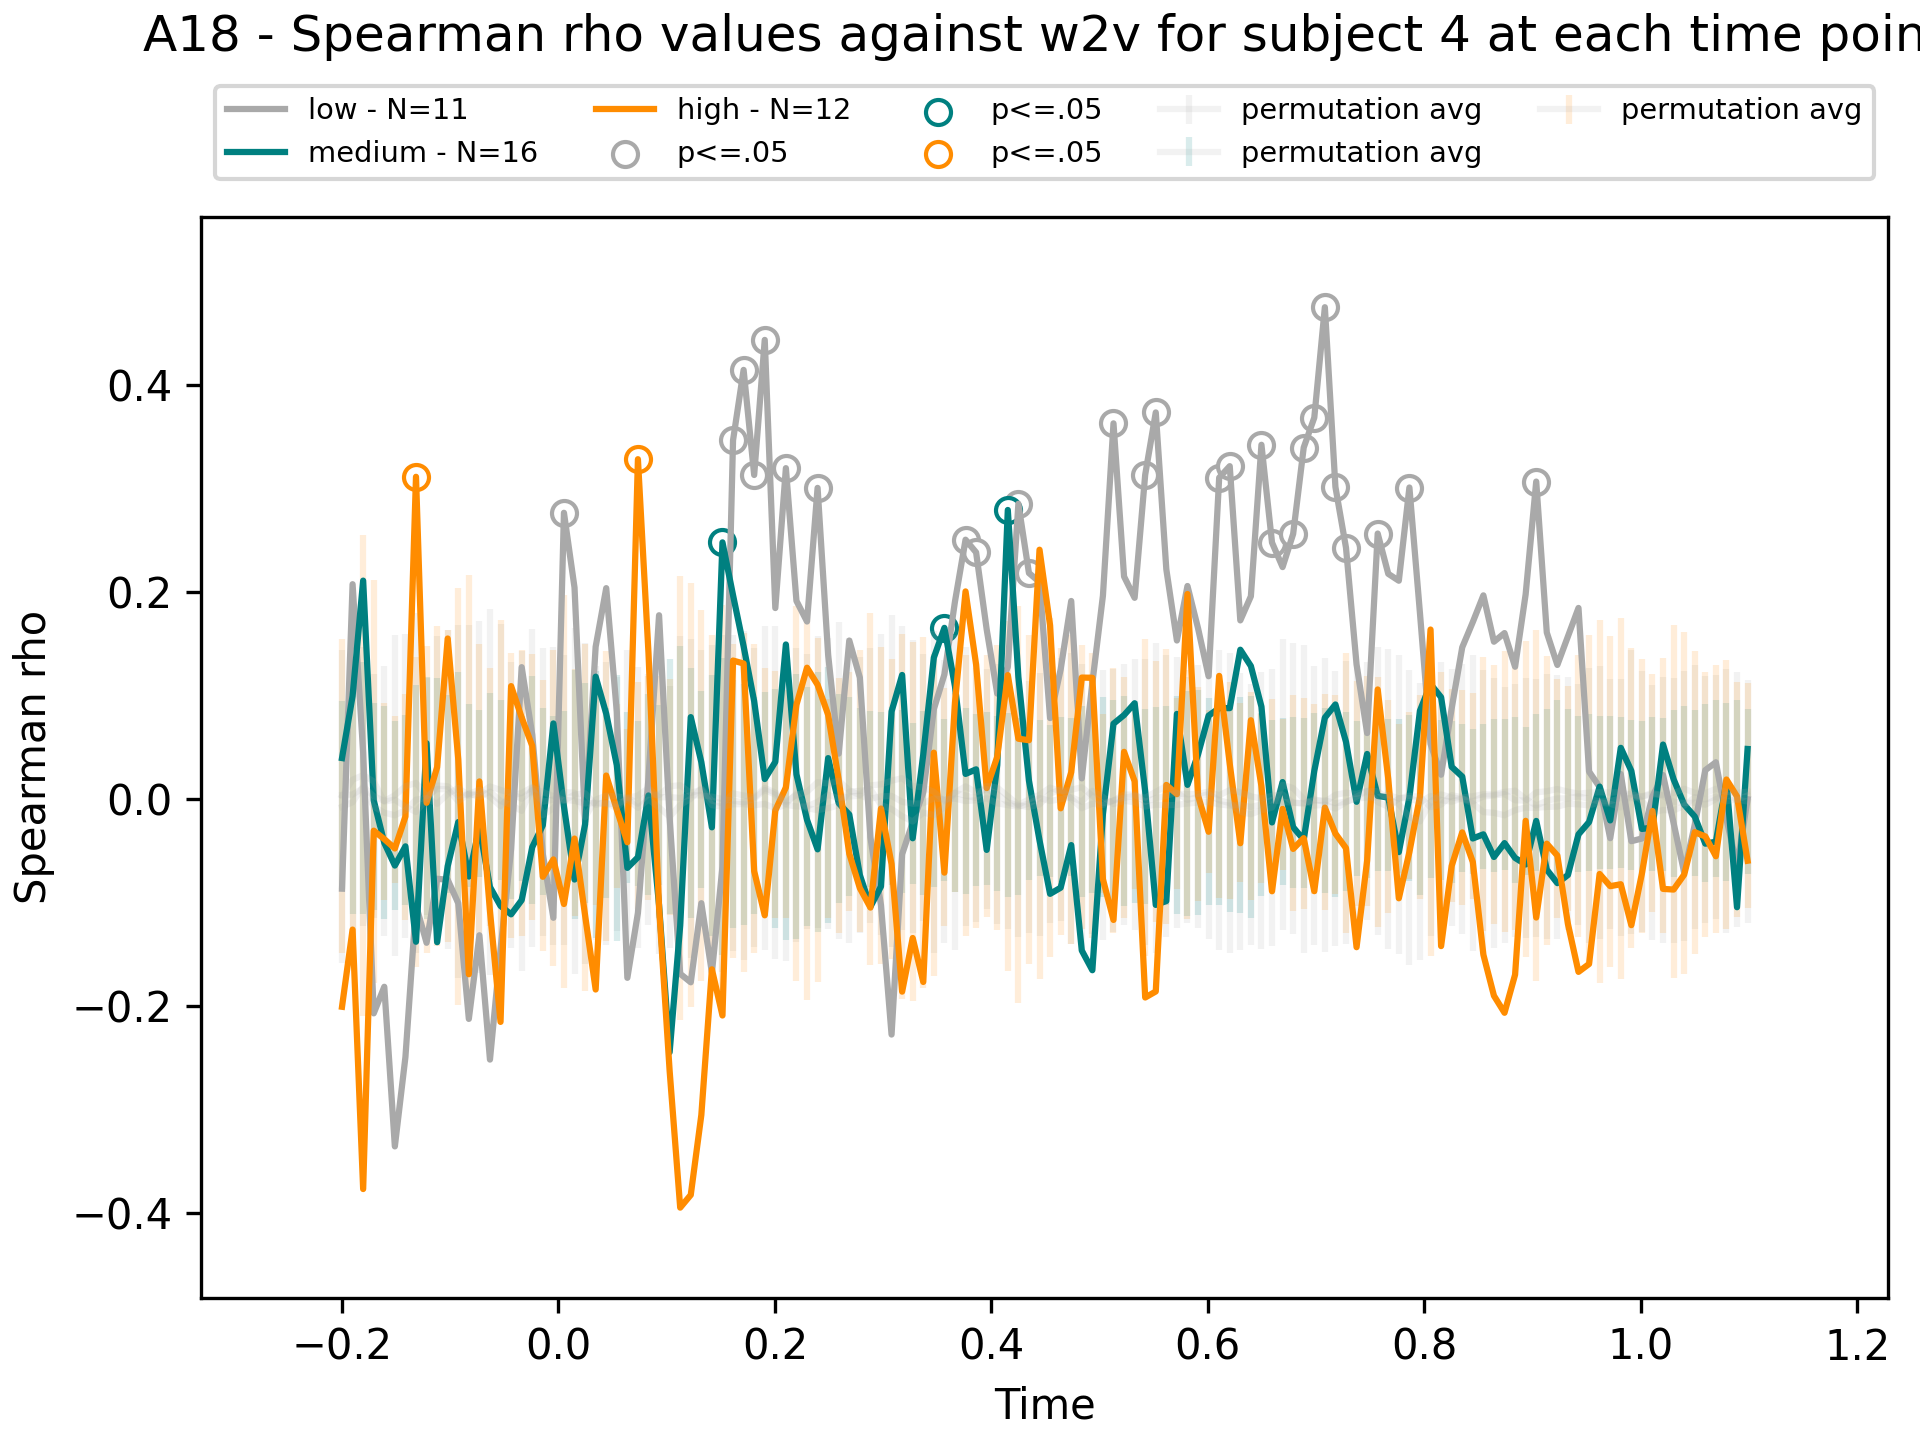 A18 - Spearman rho values against w2v for subject 4 at each time poin
low - N=11 high - N=12 p<=.05 permutation avg permutation avg
medium - N=16 p<=.05 p<=.05 permutation avg
Spearman rho
0.4
0.2
0.0
−0.2
−0.4
−0.2 0.0 0.2 0.4 0.6 0.8 1.0 1.2
Time